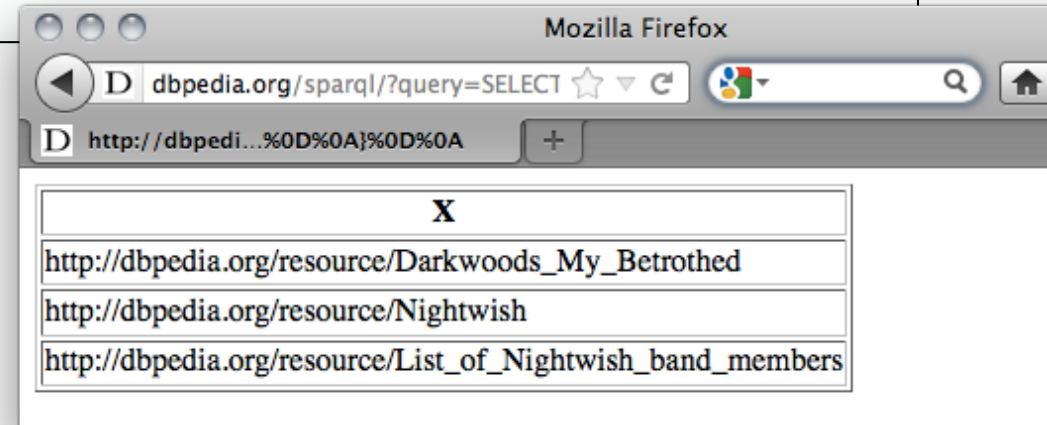 Mozilla Firefox
D dbpedia.org/sparql/?query=SELECT
D http://dbpedi...%0D%0A}%0D%0A
X
http://dbpedia.org/resource/Darkwoods_My_Betrothed
http://dbpedia.org/resource/Nightwish
http://dbpedia.org/resource/List_of_Nightwish_band_members